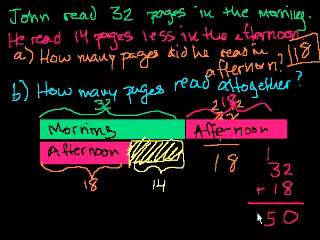 John read 32 pages in the morning.
He read 14 pages less in the afternoon.
a) How many pages did he read in
afternoon? 18
b) How many pages read altogether?
32
18
Morning
Afternoon
Afternoon
18
14
18
1
32
+ 18
50